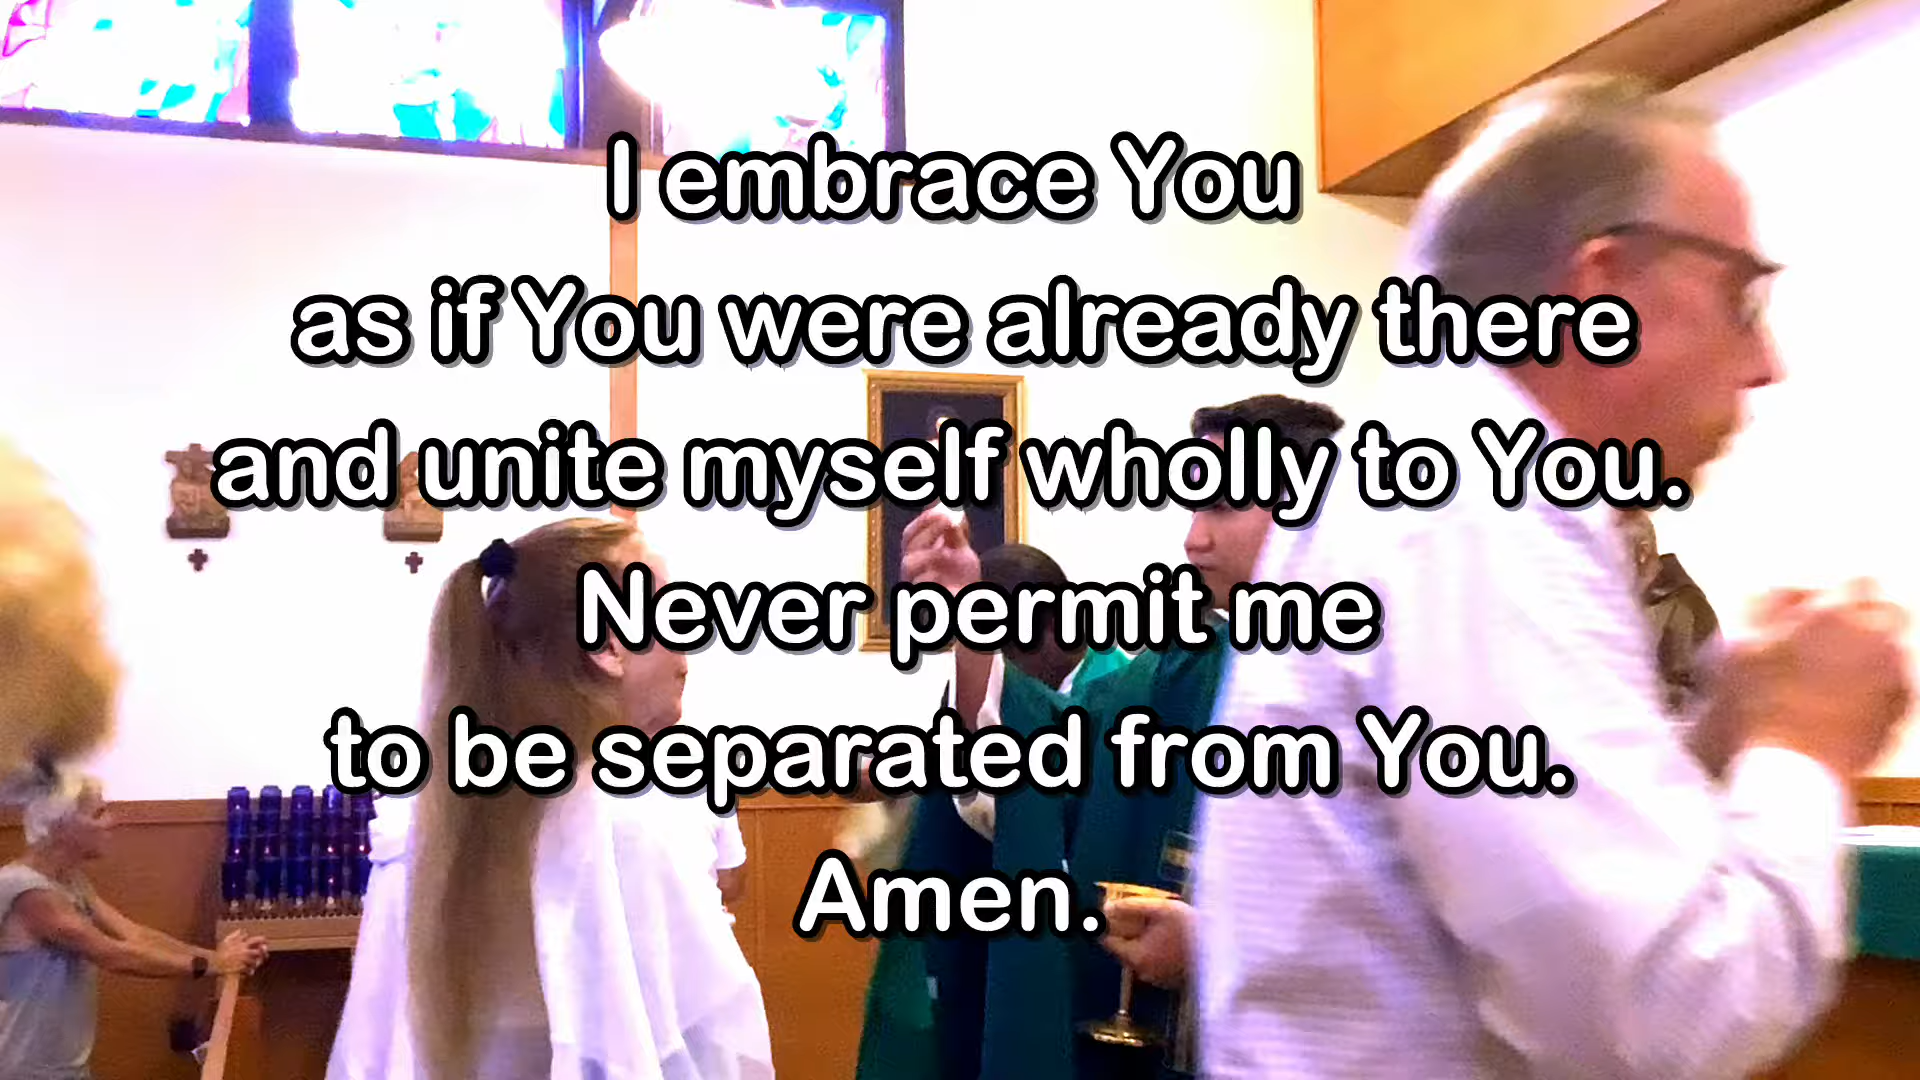 I embrace You
as if You were already there
and unite myself wholly to You.
Never permit me
to be separated from You.
Amen.